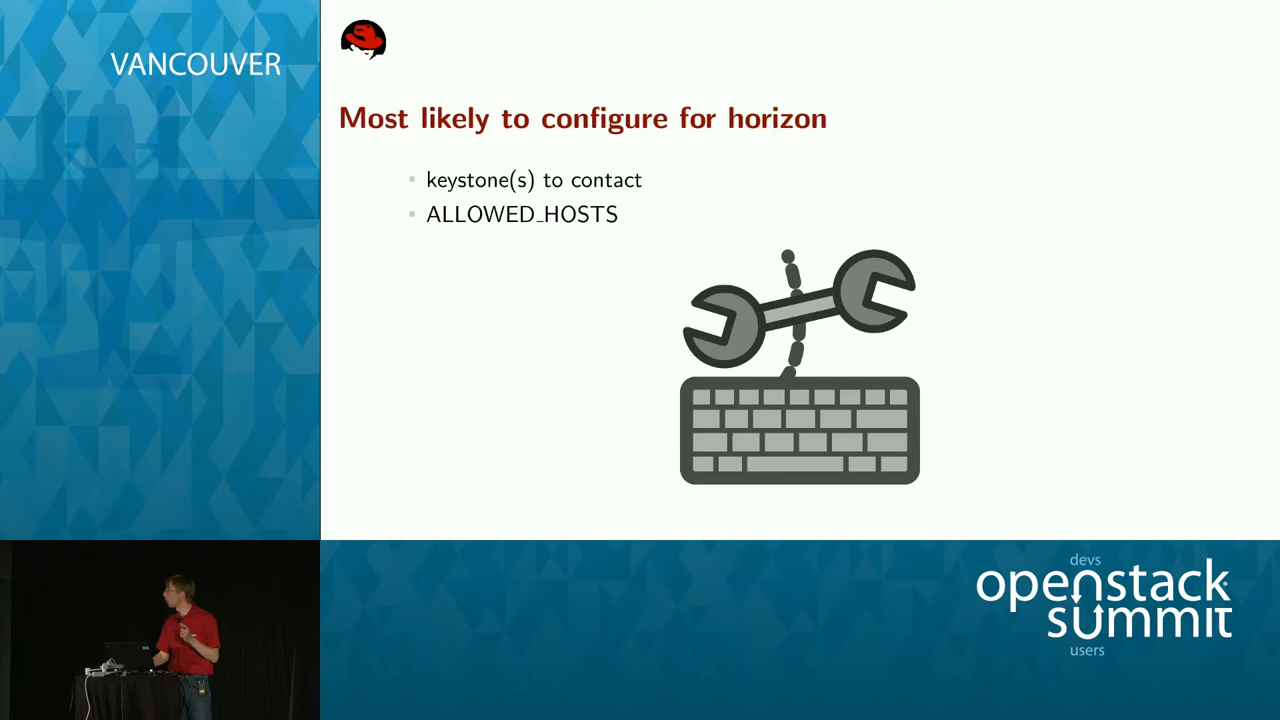 VANCOUVER
Most likely to configure for horizon
keystone(s) to contact
ALLOWED_HOSTS
devs
openstack
summit
users